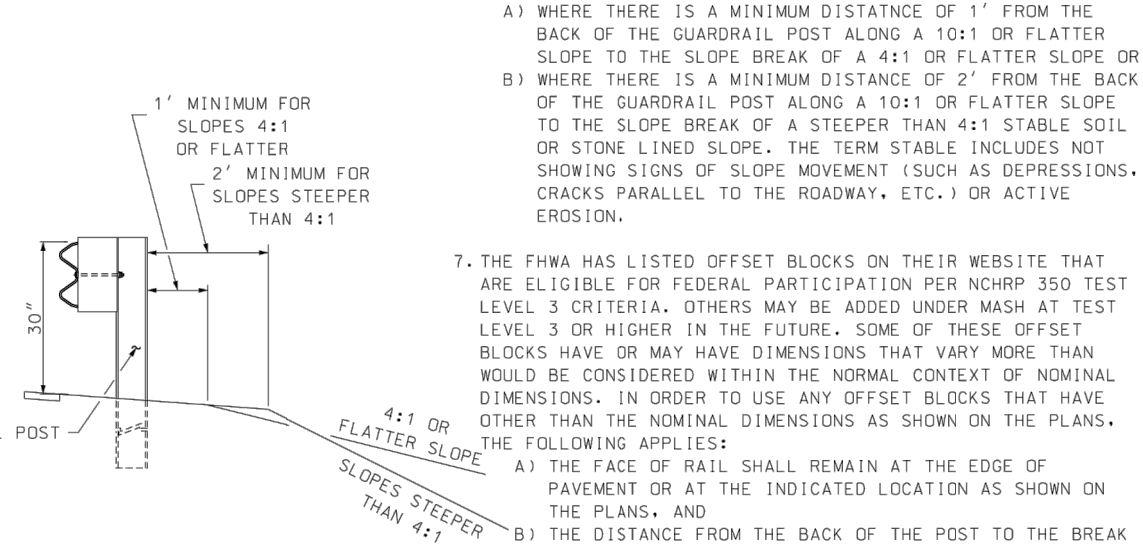 A) WHERE THERE IS A MINIMUM DISTATNCE OF 1' FROM THE
BACK OF THE GUARDRAIL POST ALONG A 10:1 OR FLATTER
SLOPE TO THE SLOPE BREAK OF A 4:1 OR FLATTER SLOPE OR
B) WHERE THERE IS A MINIMUM DISTANCE OF 2' FROM THE BACK
OF THE GUARDRAIL POST ALONG A 10:1 OR FLATTER SLOPE
TO THE SLOPE BREAK OF A STEEPER THAN 4:1 STABLE SOIL
OR STONE LINED SLOPE. THE TERM STABLE INCLUDES NOT
SHOWING SIGNS OF SLOPE MOVEMENT (SUCH AS DEPRESSIONS,
CRACKS PARALLEL TO THE ROADWAY, ETC.) OR ACTIVE
EROSION.
7. THE FHWA HAS LISTED OFFSET BLOCKS ON THEIR WEBSITE THAT
ARE ELIGIBLE FOR FEDERAL PARTICIPATION PER NCHRP 350 TEST
LEVEL 3 CRITERIA. OTHERS MAY BE ADDED UNDER MASH AT TEST
LEVEL 3 OR HIGHER IN THE FUTURE. SOME OF THESE OFFSET
BLOCKS HAVE OR MAY HAVE DIMENSIONS THAT VARY MORE THAN
WOULD BE CONSIDERED WITHIN THE NORMAL CONTEXT OF NOMINAL
DIMENSIONS. IN ORDER TO USE ANY OFFSET BLOCKS THAT HAVE
OTHER THAN THE NOMINAL DIMENSIONS AS SHOWN ON THE PLANS,
THE FOLLOWING APPLIES:
A) THE FACE OF RAIL SHALL REMAIN AT THE EDGE OF
PAVEMENT OR AT THE INDICATED LOCATION AS SHOWN ON
THE PLANS, AND
B) THE DISTANCE FROM THE BACK OF THE POST TO THE BREAK
1' MINIMUM FOR
SLOPES 4:1
OR FLATTER
2' MINIMUM FOR
SLOPES STEEPER
THAN 4:1
30"
POST
4:1 OR
FLATTER SLOPE
SLOPES STEEPER
THAN 4:1